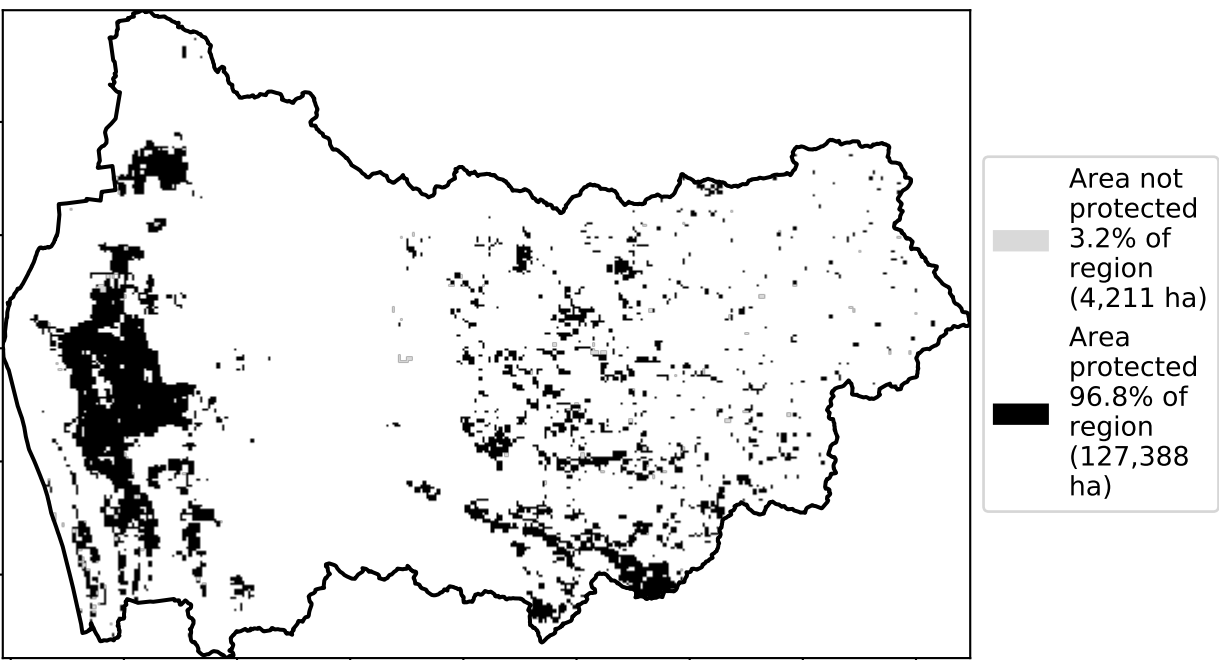 Area not
protected
3.2% of
region
(4,211 ha)
Area
protected
96.8% of
region
(127,388
ha)